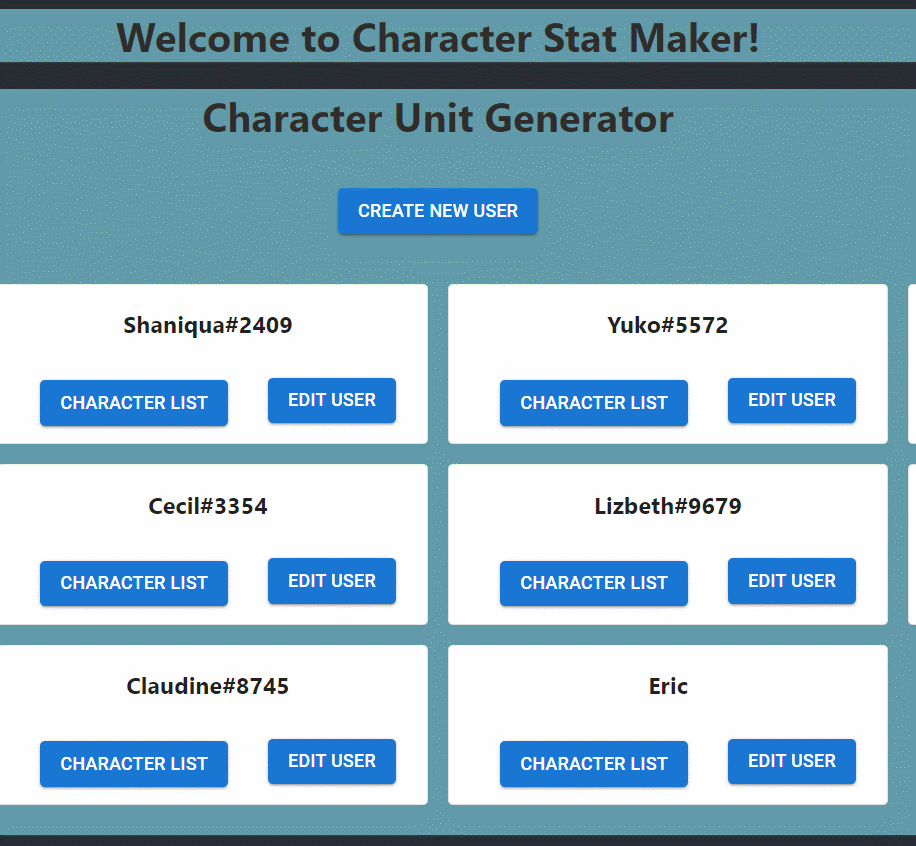 Welcome to Character Stat Maker!
Character Unit Generator
CREATE NEW USER
Shaniqua#2409
CHARACTER LIST
EDIT USER
Yuko#5572
CHARACTER LIST
EDIT USER
Cecil#3354
CHARACTER LIST
EDIT USER
Lizbeth#9679
CHARACTER LIST
EDIT USER
Claudine#8745
CHARACTER LIST
EDIT USER
Eric
CHARACTER LIST
EDIT USER